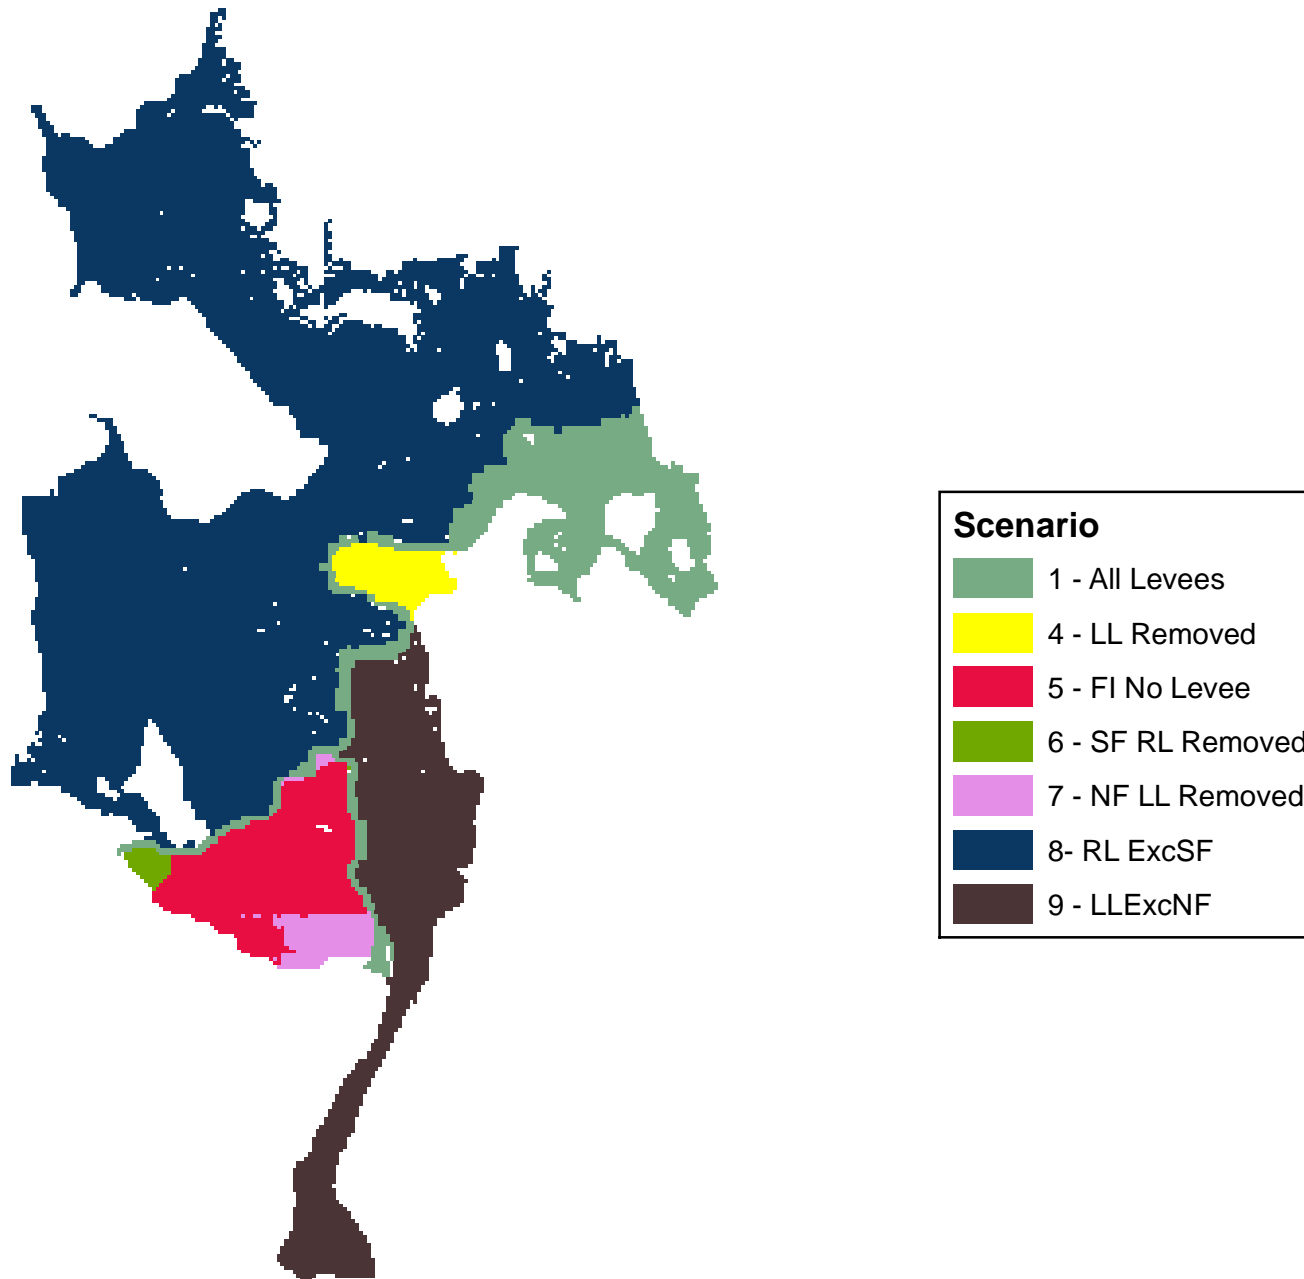 Scenario
1 - All Levees
4 - LL Removed
5 - FI No Levee
6 - SF RL Removed
7 - NF LL Removed
8- RL ExcSF
9 - LLExcNF